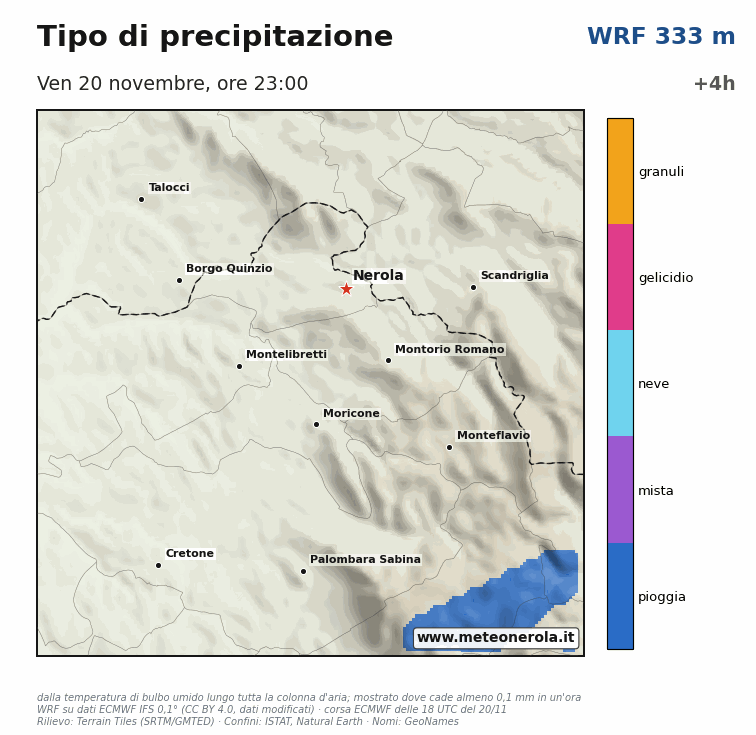 Tipo di precipitazione
WRF 333 m
Ven 20 novembre, ore 23:00
+4h
Talocci
Borgo Quinzio
Nerola
Scandriglia
Montelibretti
Montorio Romano
Moricone
Monteflavio
Cretone
Palombara Sabina
www.meteonerola.it
granuli
gelicidio
neve
mista
pioggia
dalla temperatura di bulbo umido lungo tutta la colonna d'aria; mostrato dove cade almeno 0,1 mm in un'ora
WRF su dati ECMWF IFS 0,1° (CC BY 4.0, dati modificati) · corsa ECMWF delle 18 UTC del 20/11
Rilievo: Terrain Tiles (SRTM/GMTED) · Confini: ISTAT, Natural Earth · Nomi: GeoNames